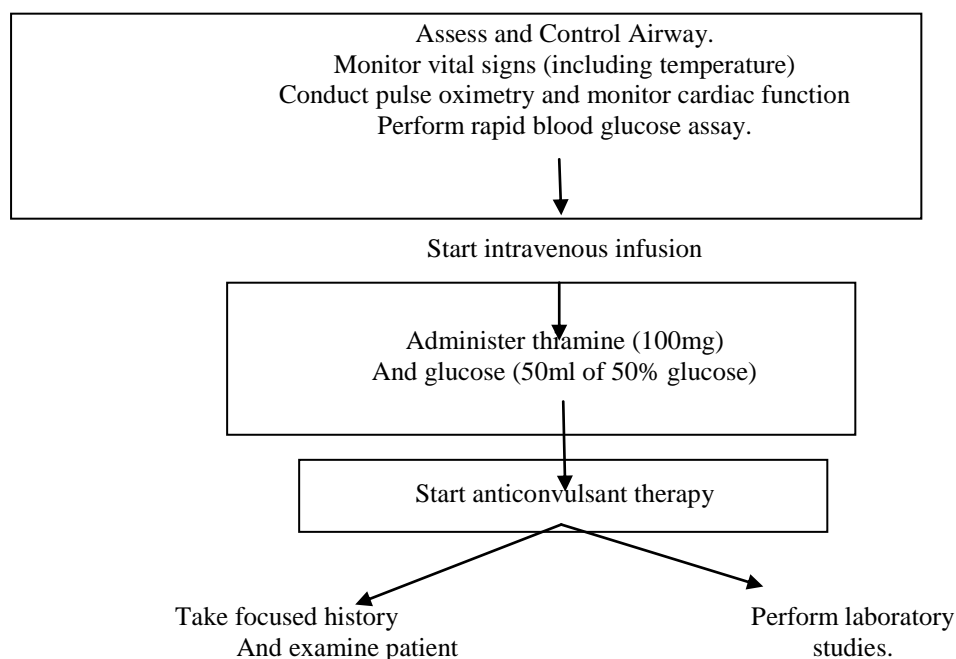 Assess and Control Airway.
Monitor vital signs (including temperature)
Conduct pulse oximetry and monitor cardiac function
Perform rapid blood glucose assay.
Start intravenous infusion
Administer thiamine (100mg)
And glucose (50ml of 50% glucose)
Start anticonvulsant therapy
Take focused history
And examine patient
Perform laboratory
studies.